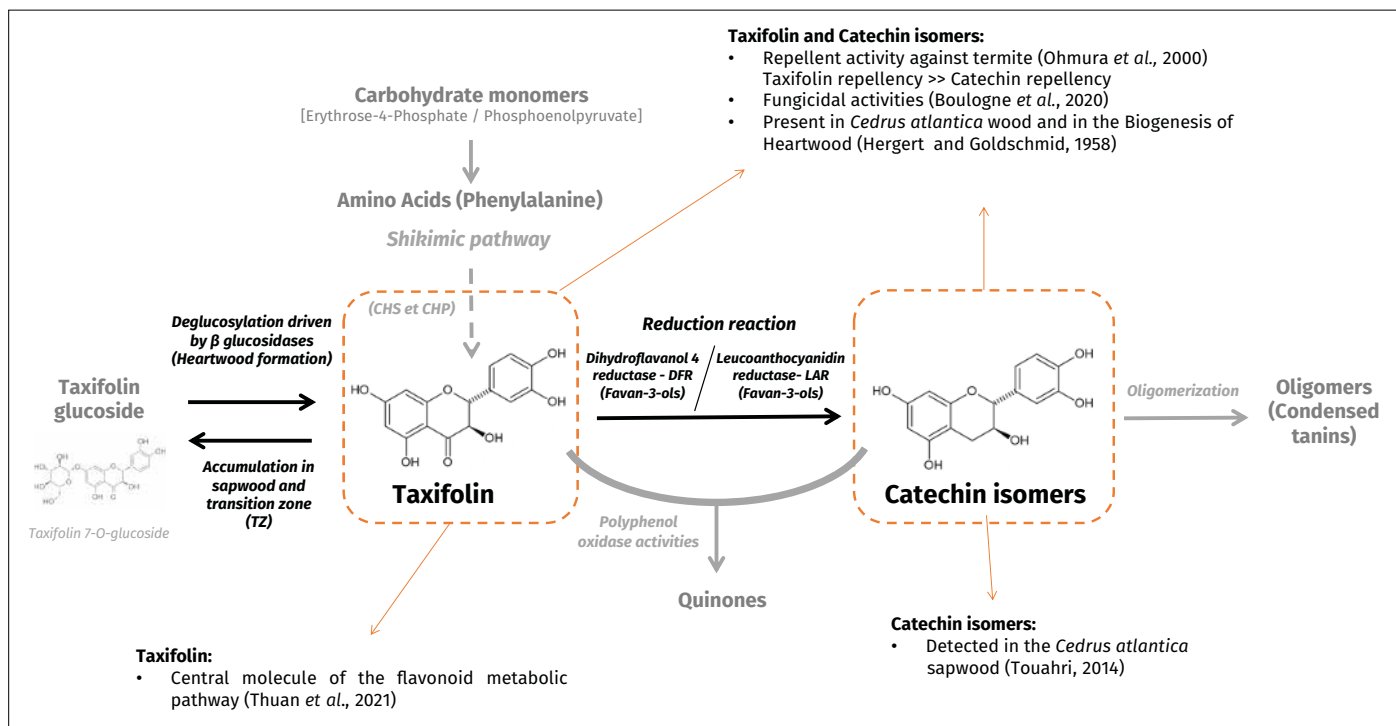 Taxifolin and Catechin isomers:
• Repellent activity against termite (Ohmura et al., 2000)
Taxifolin repellency >> Catechin repellency
• Fungicidal activities (Boulogne et al., 2020)
• Present in Cedrus atlantica wood and in the Biogenesis of
Heartwood (Hergert and Goldschmid, 1958)
Carbohydrate monomers
[Erythrose-4-Phosphate / Phosphoenolpyruvate]
Amino Acids (Phenylalanine)
Shikimic pathway
(CHS et CHP)
Deglucosylation driven
by β glucosidases
(Heartwood formation)
Taxifolin
glucoside
Accumulation in
sapwood and
transition zone
(TZ)
OH
HO
O
OH
HO
HO
O
O
OH
OH
OH
OH
O
Taxifolin 7-O-glucoside
OH
HO
O
OH
OH
OH
O
Taxifolin
Reduction reaction
Dihydroflavanol 4
reductase - DFR
(Favan-3-ols)
Leucoanthocyanidin
reductase- LAR
(Favan-3-ols)
OH
HO
O
OH
OH
OH
Catechin isomers
Oligomerization
Oligomers
(Condensed
tanins)
Polyphenol
oxidase activities
Quinones
Taxifolin:
• Central molecule of the flavonoid metabolic
pathway (Thuan et al., 2021)
Catechin isomers:
• Detected in the Cedrus atlantica
sapwood (Touahri, 2014)